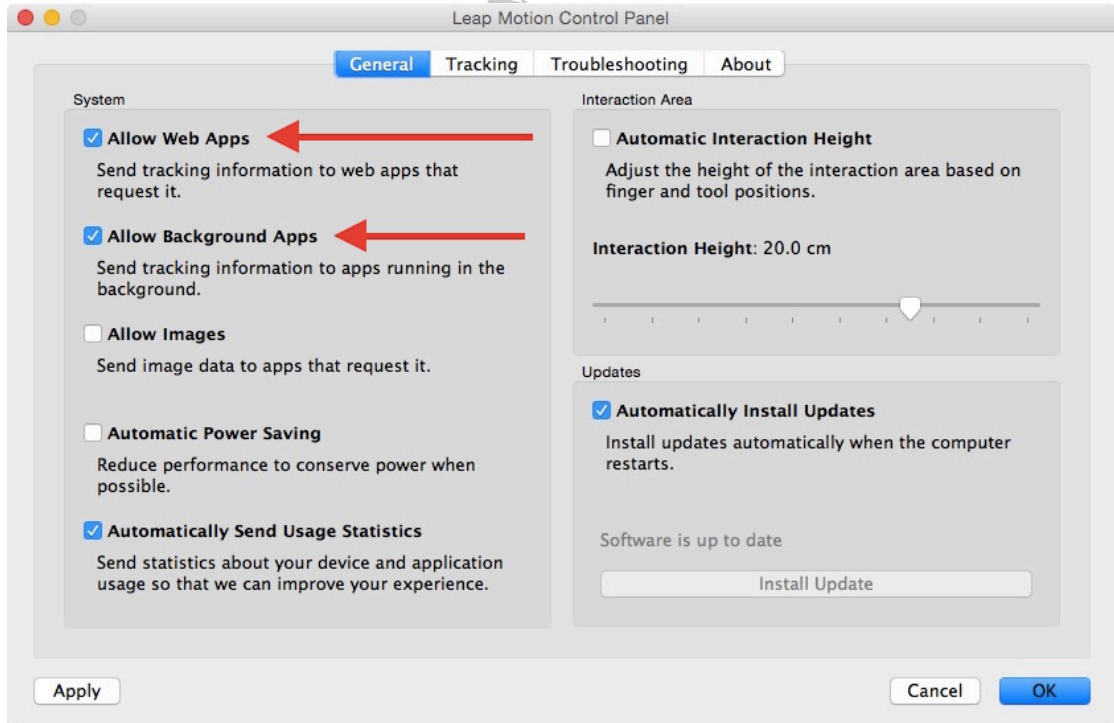 Leap Motion Control Panel
General Tracking Troubleshooting About
System
Allow Web Apps
Send tracking information to web apps that
request it.
Allow Background Apps
Send tracking information to apps running in the
background.
Allow Images
Send image data to apps that request it.
Automatic Power Saving
Reduce performance to conserve power when
possible.
Automatically Send Usage Statistics
Send statistics about your device and application
usage so that we can improve your experience.
Interaction Area
Automatic Interaction Height
Adjust the height of the interaction area based on
finger and tool positions.
Interaction Height: 20.0 cm
Updates
Automatically Install Updates
Install updates automatically when the computer
restarts.
Software is up to date
Install Update
Apply
Cancel
OK